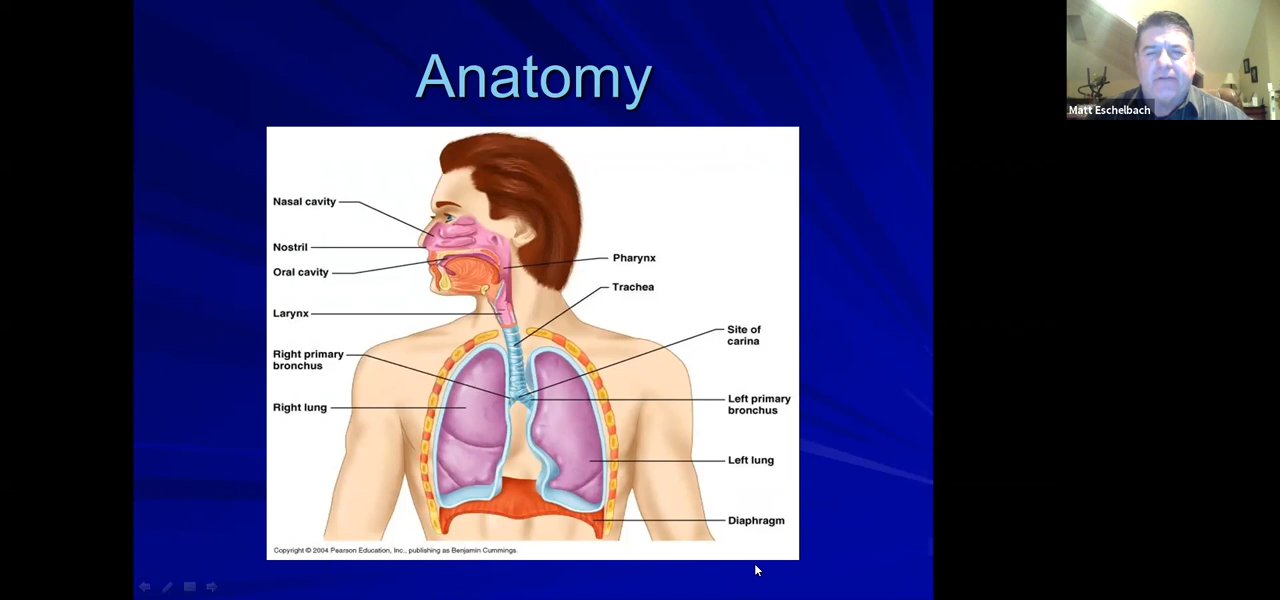 Anatomy
Nasal cavity
Nostril
Oral cavity
Larynx
Right primary
bronchus
Right lung
Pharynx
Trachea
Site of
carina
Left primary
bronchus
Left lung
Diaphragm
Copyright © 2004 Pearson Education, Inc., publishing as Benjamin Cummings.
Matt Eschelbach